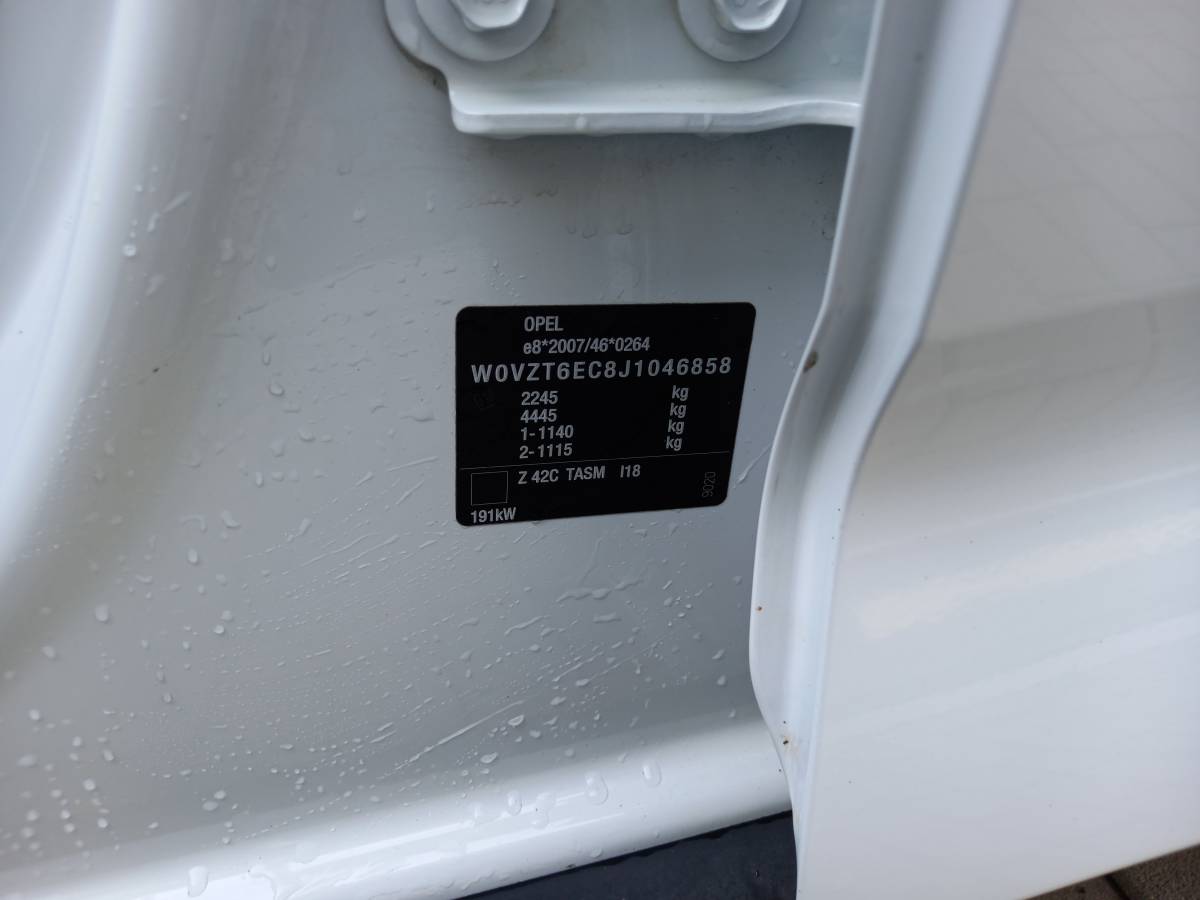 OPEL
e8*2007/46*0264
W0VZT6EC8J1046858
2245 kg
4445 kg
1-1140 kg
2-1115 kg
Z 42C TASM I18
9020
191kW